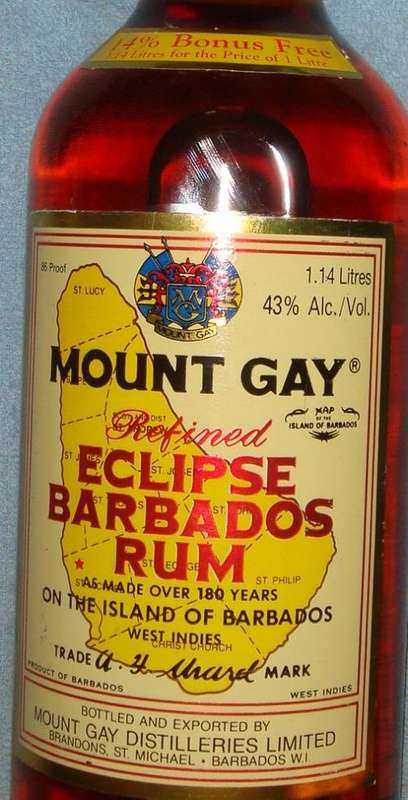 14% Bonus Free
1.14 Litres for the Price of 1 Litre
86 Proof
1.14 Litres
43% Alc./Vol.
ST. LUCY
MG
MOUNT GAY
MOUNT GAY®
MAP
OF THE
ISLAND OF BARBADOS
Refined
ECLIPSE
BARBADOS
RUM
ST. PHILIP
AS MADE OVER 180 YEARS
ON THE ISLAND OF BARBADOS
WEST INDIES
CHRIST CHURCH
TRADE MARK
PRODUCT OF BARBADOS
WEST INDIES
BOTTLED AND EXPORTED BY
MOUNT GAY DISTILLERIES LIMITED
BRANDONS, ST. MICHAEL • BARBADOS W.I.